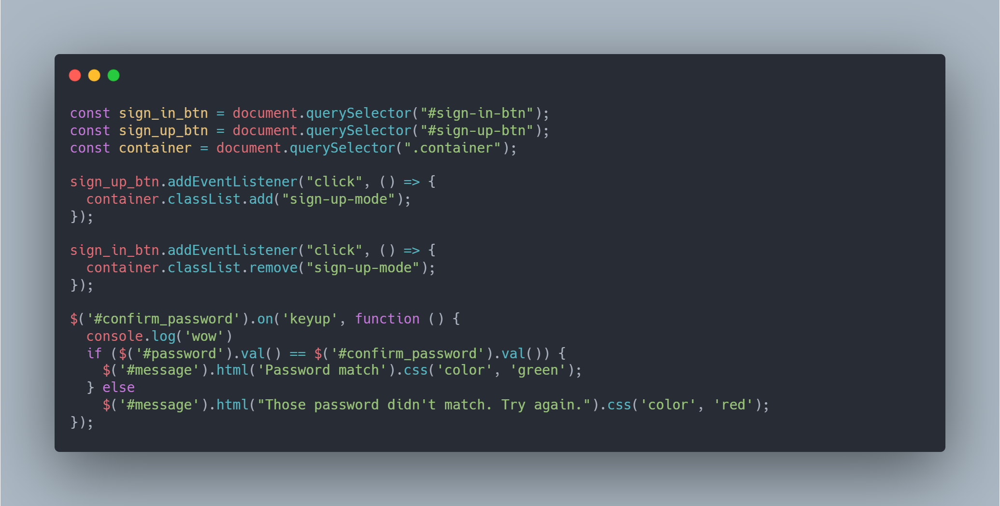 const sign_in_btn = document.querySelector("#sign-in-btn");
const sign_up_btn = document.querySelector("#sign-up-btn");
const container = document.querySelector(".container");

sign_up_btn.addEventListener("click", () => {
  container.classList.add("sign-up-mode");
});

sign_in_btn.addEventListener("click", () => {
  container.classList.remove("sign-up-mode");
});

$('#confirm_password').on('keyup', function () {
  console.log('wow')
  if ($('#password').val() == $('#confirm_password').val()) {
    $('#message').html('Password match').css('color', 'green');
  } else
    $('#message').html("Those password didn't match. Try again.").css('color', 'red');
});